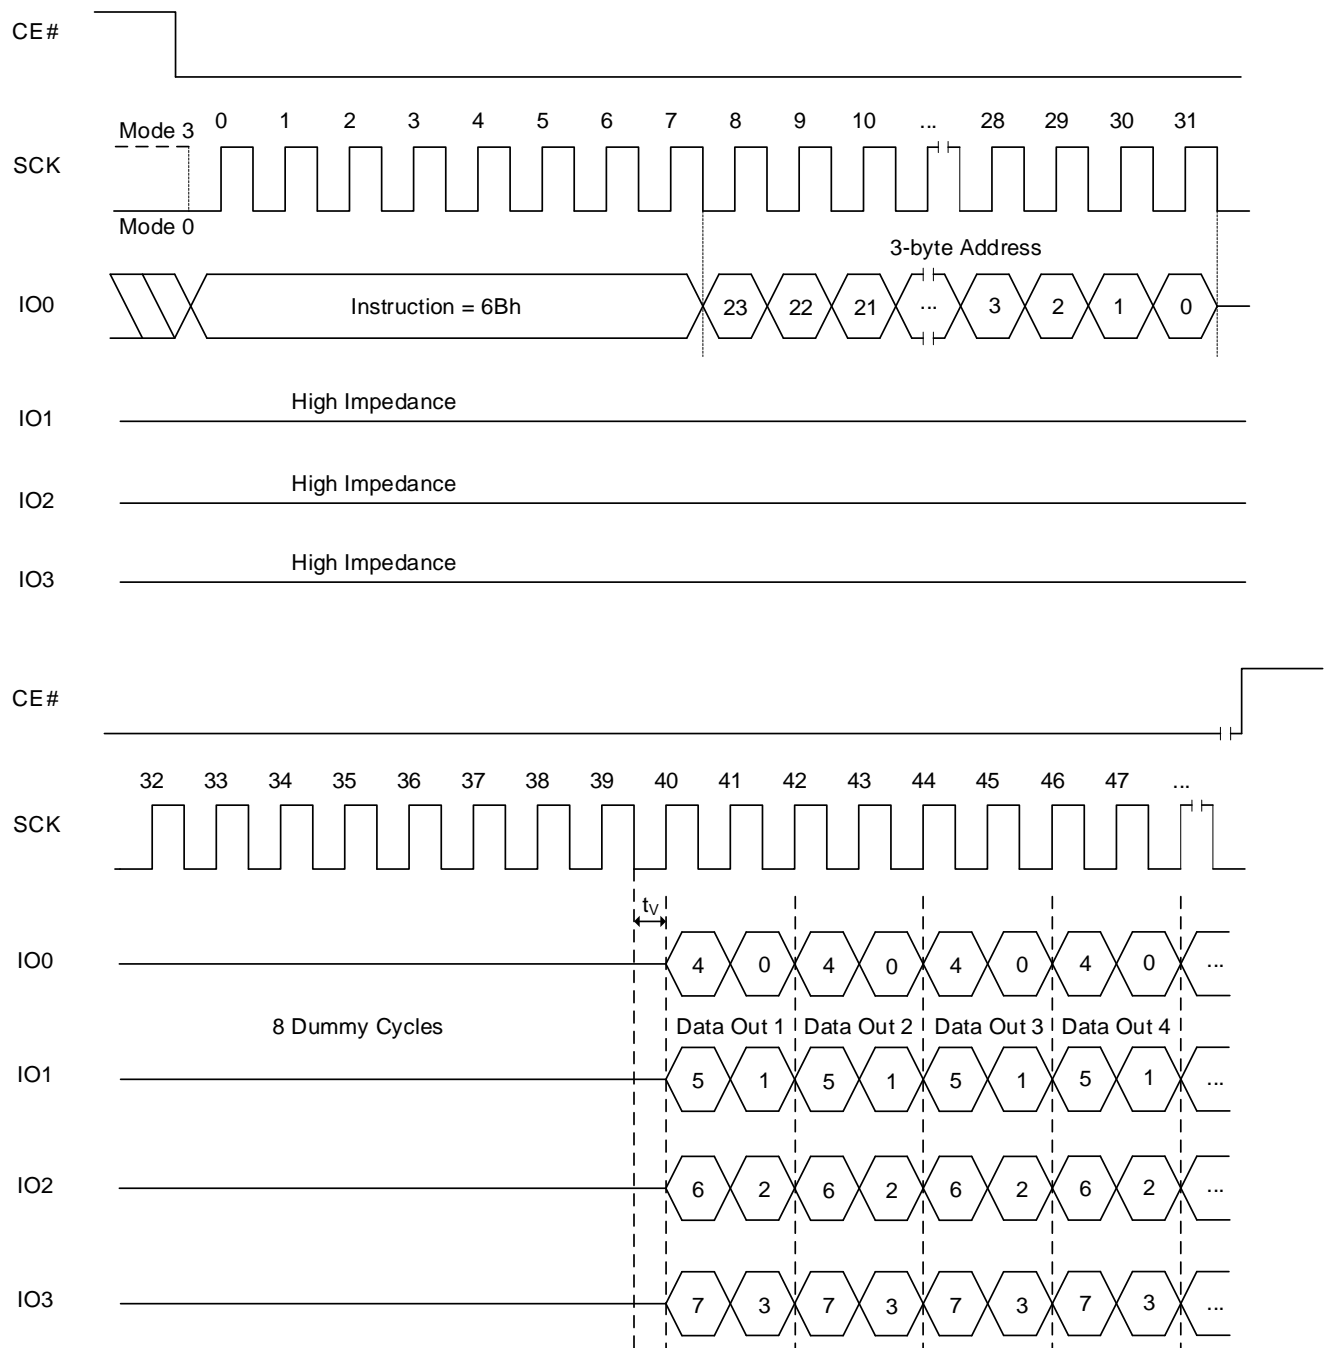 CE#
Mode 3 0 1 2 3 4 5 6 7 8 9 10 ... 28 29 30 31
SCK
Mode 0
3-byte Address
IO0 Instruction = 6Bh 23 22 21 ... 3 2 1 0
High Impedance
IO1
High Impedance
IO2
High Impedance
IO3
CE#
32 33 34 35 36 37 38 39 40 41 42 43 44 45 46 47 ...
SCK
tV
IO0 4 0 4 0 4 0 4 0 ...
8 Dummy Cycles Data Out 1 Data Out 2 Data Out 3 Data Out 4
IO1 5 1 5 1 5 1 5 1 ...
IO2 6 2 6 2 6 2 6 2 ...
IO3 7 3 7 3 7 3 7 3 ...